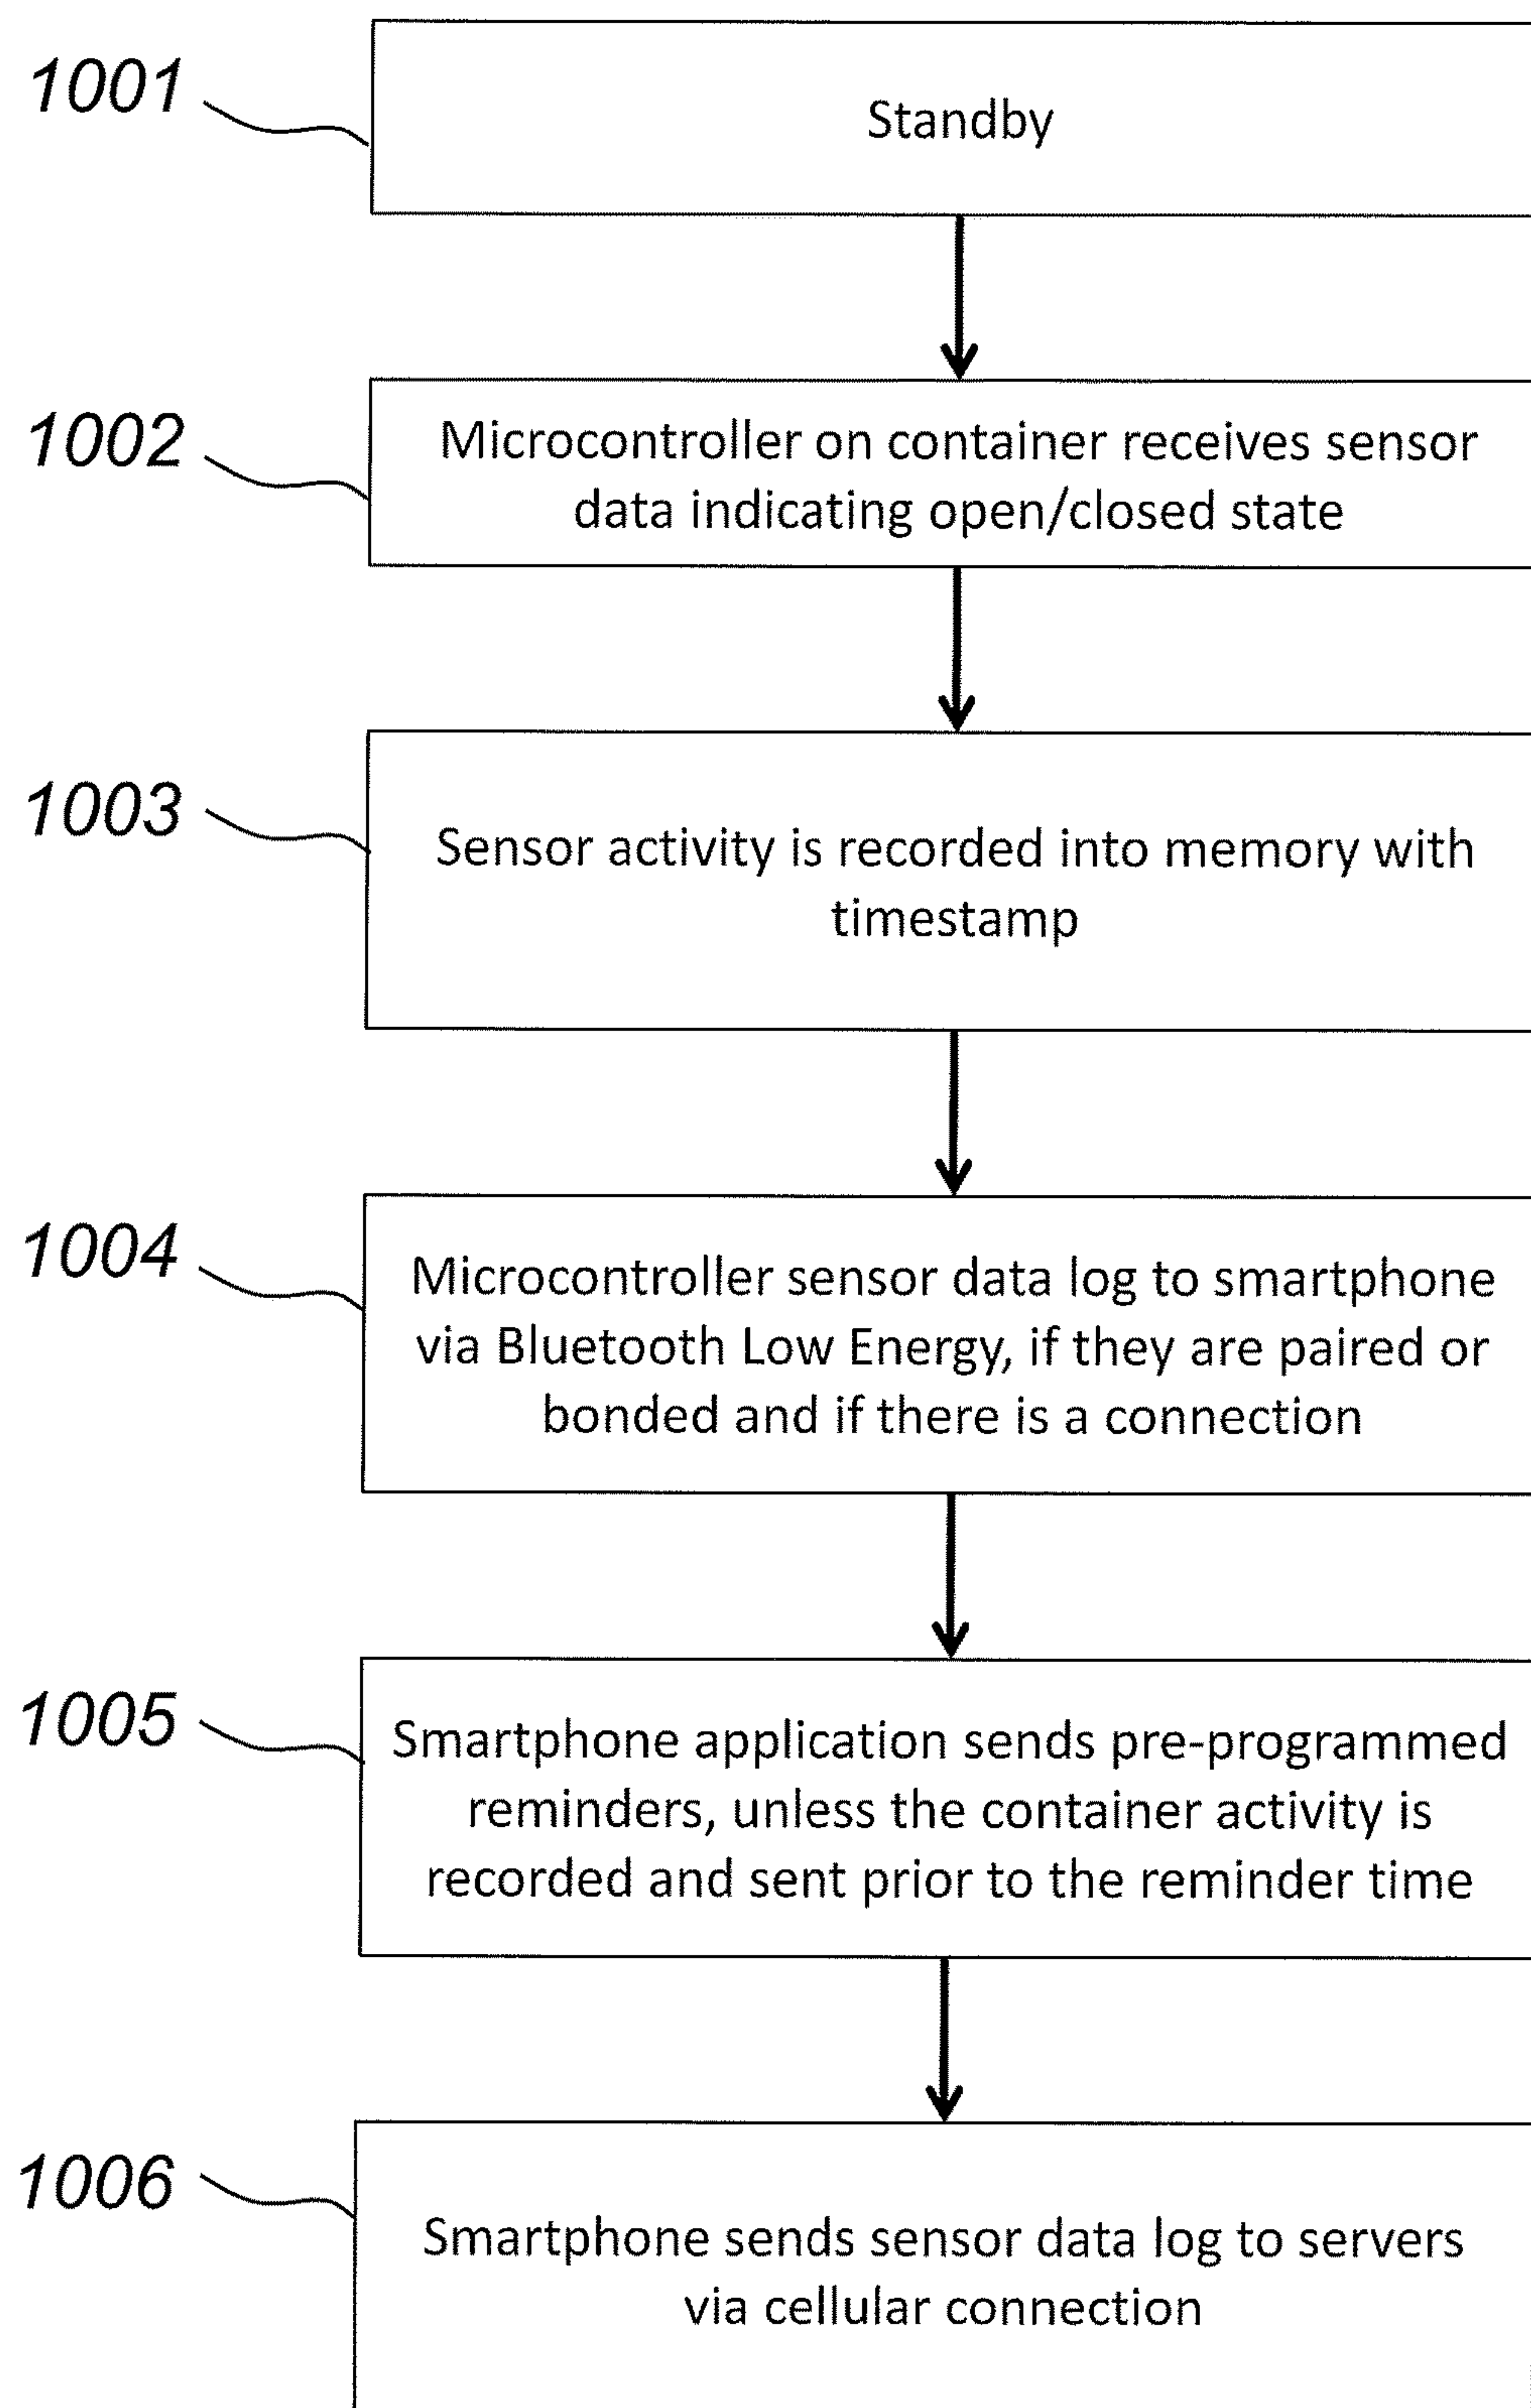 1001
Standby
1002
Microcontroller on container receives sensor
data indicating open/closed state
1003
Sensor activity is recorded into memory with
timestamp
1004
Microcontroller sensor data log to smartphone
via Bluetooth Low Energy, if they are paired or
bonded and if there is a connection
1005
Smartphone application sends pre-programmed
reminders, unless the container activity is
recorded and sent prior to the reminder time
1006
Smartphone sends sensor data log to servers
via cellular connection